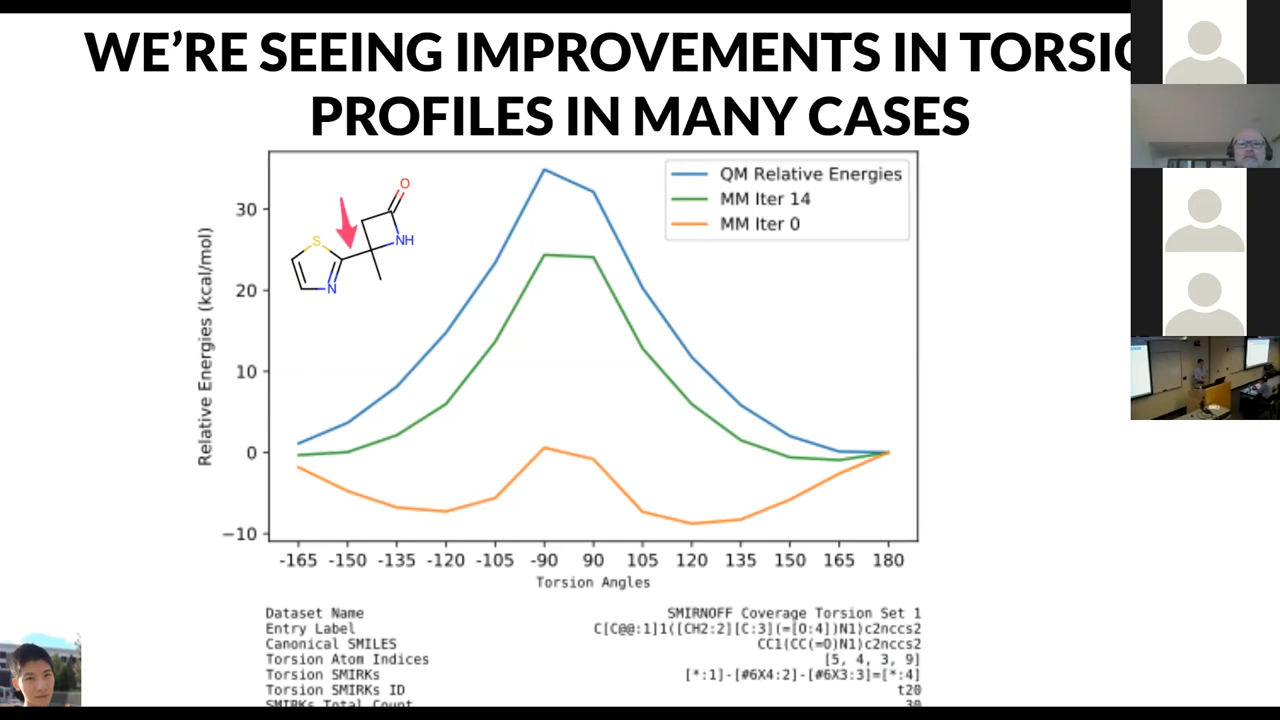 WE'RE SEEING IMPROVEMENTS IN
PROFILES IN MANY CASES
QM Relative Energies
MM Iter 14
MM Iter 0
O
S
NH
N
Relative Energies (kcal/mol)
30
20
10
0
−10
-165 -150 -135 -120 -105 -90 90 105 120 135 150 165 180
Torsion Angles
Dataset Name SMIRNOFF Coverage Torsion Set 1
Entry Label C[C@@:1]1([CH2:2][C:3](=[O:4])N1)c2nccs2
Canonical SMILES CC1(CC(=O)N1)c2nccs2
Torsion Atom Indices [5, 4, 3, 9]
Torsion SMIRKs [*:1]-[#6X4:2]-[#6X3:3]=[*:4]
Torsion SMIRKs ID t20
SMIRKs Total Count 30